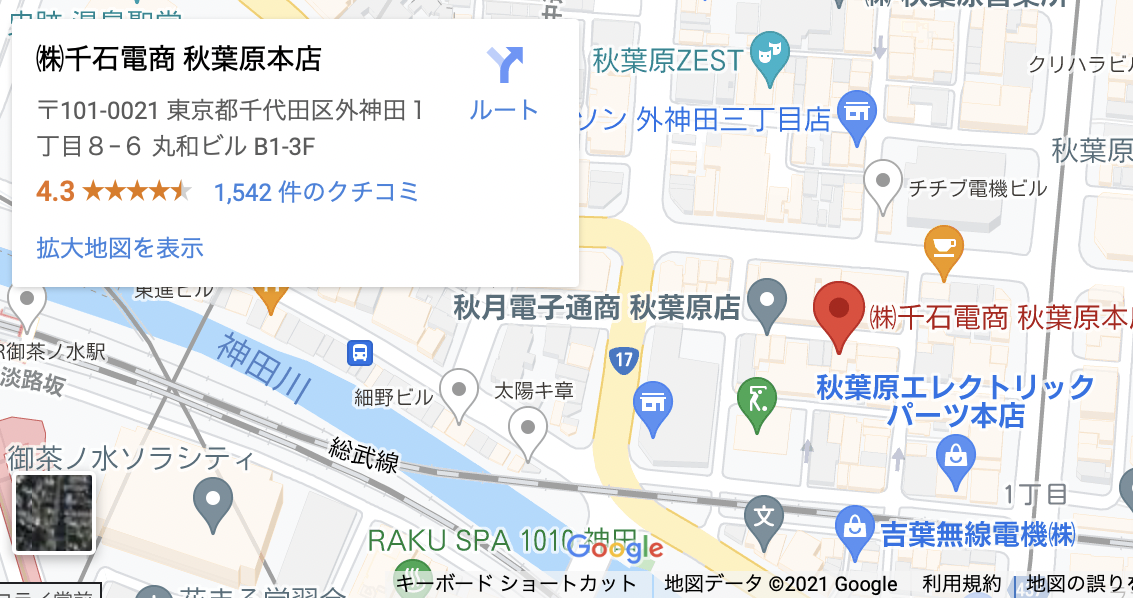 ㈱千石電商 秋葉原本店
〒101-0021 東京都千代田区外神田１
丁目８−６ 丸和ビル B1-3F
4.3
1,542 件のクチコミ
拡大地図を表示
ルート
秋葉原ZEST
クリハラビル
ソン 外神田三丁目店
秋葉原
チチブ電機ビル
東進ビル
秋月電子通商 秋葉原店
㈱千石電商 秋葉原本店
R御茶ノ水駅
淡路坂
神田川
17
細野ビル
太陽キ章
秋葉原エレクトリック
パーツ本店
御茶ノ水ソラシティ
総武線
1丁目
文
吉葉無線電機㈱
RAKU SPA 1010 神田
Google
キーボード ショートカット
地図データ ©2021 Google
利用規約
地図の誤りを